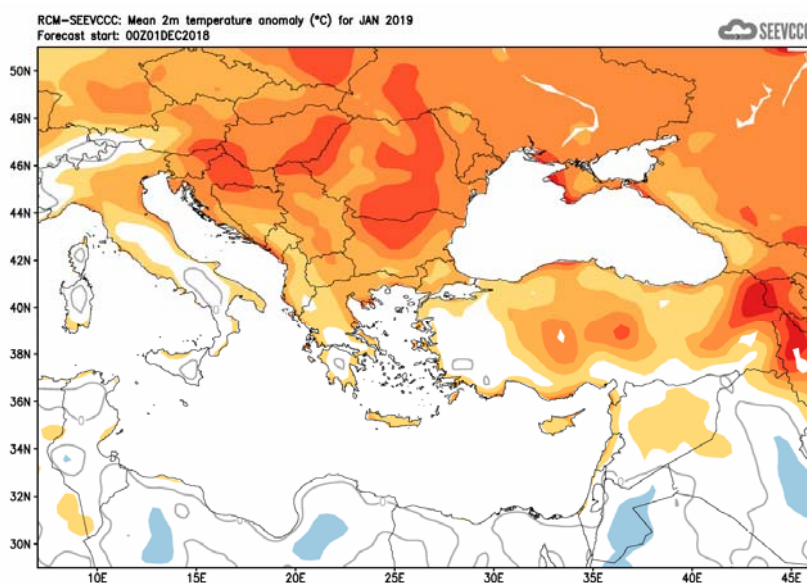 RCM-SEEVCCC: Mean 2m temperature anomaly (°C) for JAN 2019
Forecast start: 00Z01DEC2018
SEEVCCC
50N
48N
46N
44N
42N
40N
38N
36N
34N
32N
30N
10E
15E
20E
25E
30E
35E
40E
45E